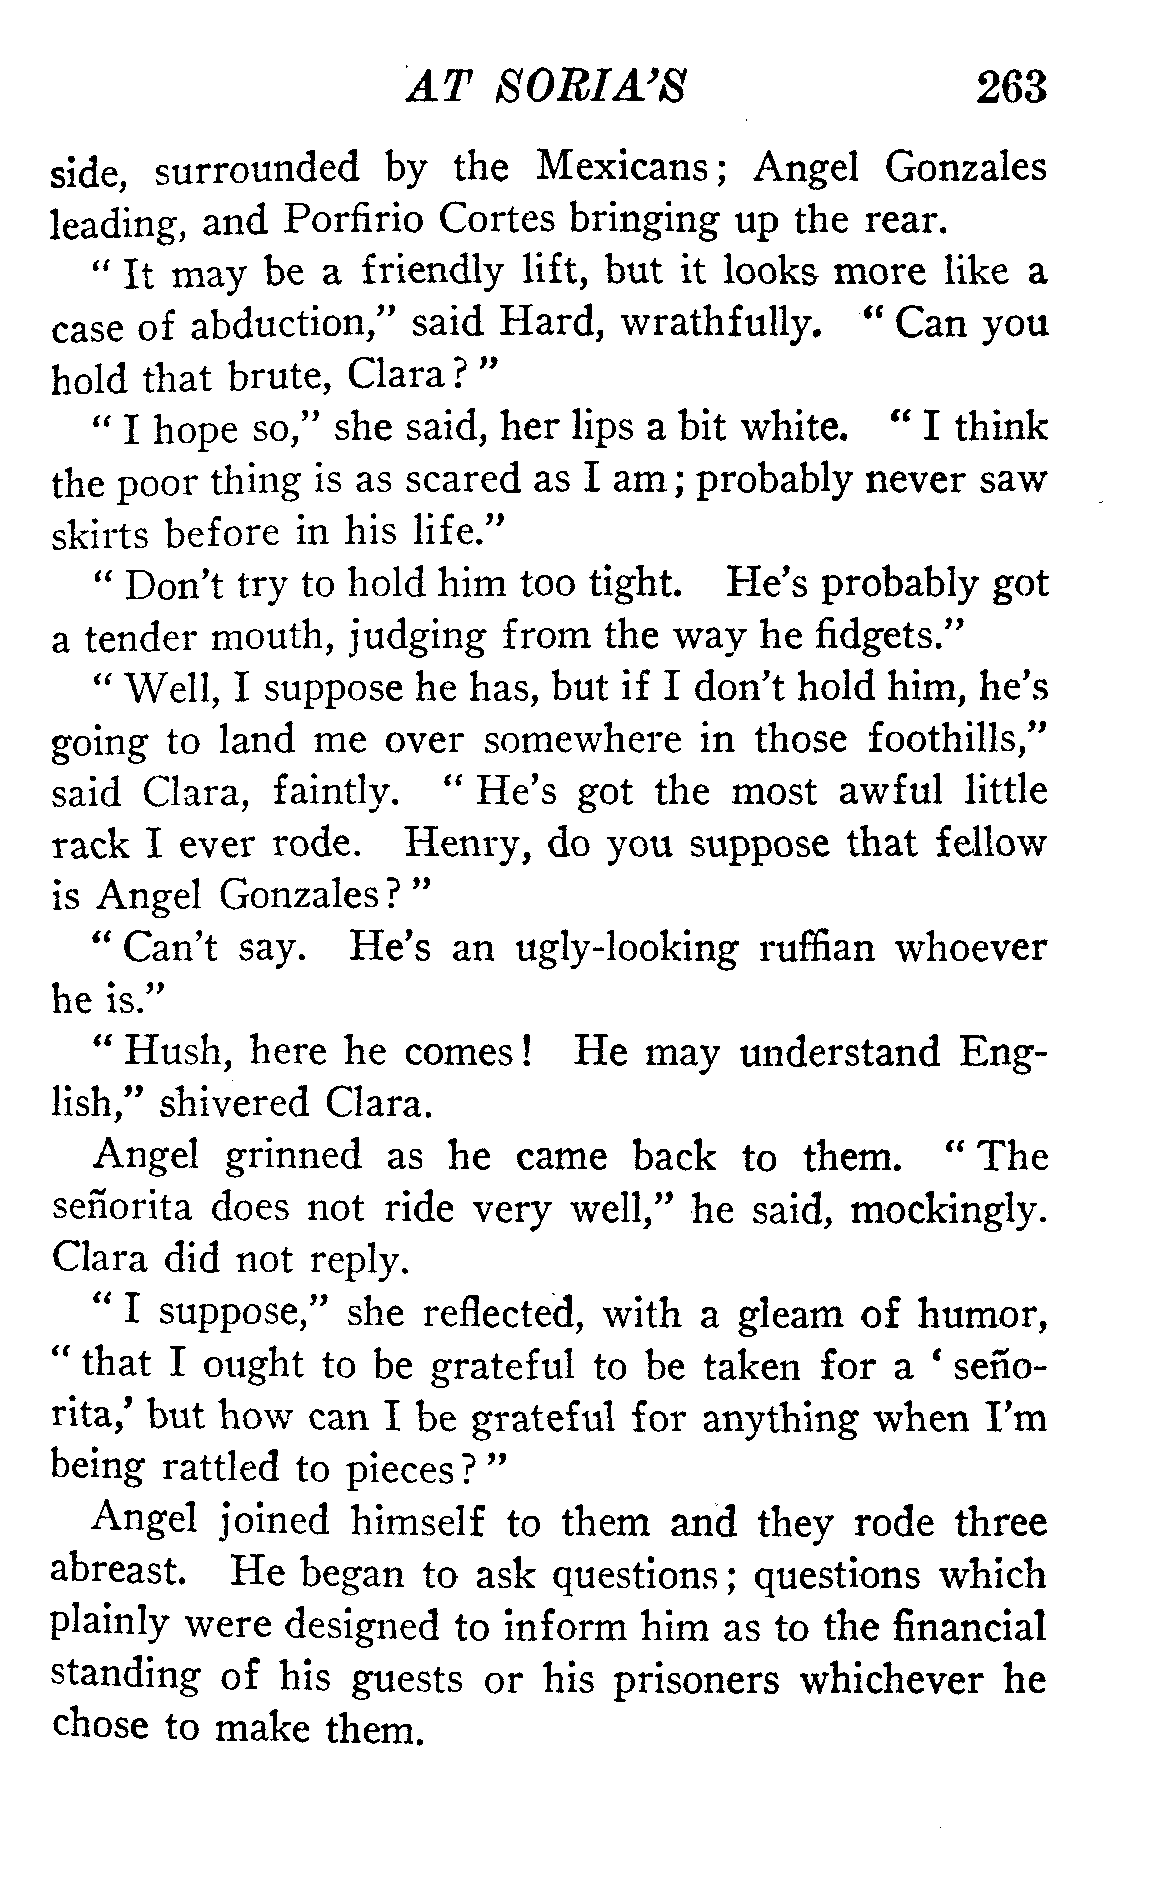 AT SORIA'S 263
side, surrounded by the Mexicans; Angel Gonzales
leading, and Porfirio Cortes bringing up the rear.
"It may be a friendly lift, but it looks more like a
case of abduction," said Hard, wrathfully. "Can you
hold that brute, Clara?"
"I hope so," she said, her lips a bit white. "I think
the poor thing is as scared as I am; probably never saw
skirts before in his life."
"Don't try to hold him too tight. He's probably got
a tender mouth, judging from the way he fidgets."
"Well, I suppose he has, but if I don't hold him, he's
going to land me over somewhere in those foothills,"
said Clara, faintly. "He's got the most awful little
rack I ever rode. Henry, do you suppose that fellow
is Angel Gonzales?"
"Can't say. He's an ugly-looking ruffian whoever
he is."
"Hush, here he comes! He may understand Eng-
lish," shivered Clara.
Angel grinned as he came back to them. "The
señorita does not ride very well," he said, mockingly.
Clara did not reply.
"I suppose," she reflected, with a gleam of humor,
"that I ought to be grateful to be taken for a 'seño-
rita,' but how can I be grateful for anything when I'm
being rattled to pieces?"
Angel joined himself to them and they rode three
abreast. He began to ask questions; questions which
plainly were designed to inform him as to the financial
standing of his guests or his prisoners whichever he
chose to make them.